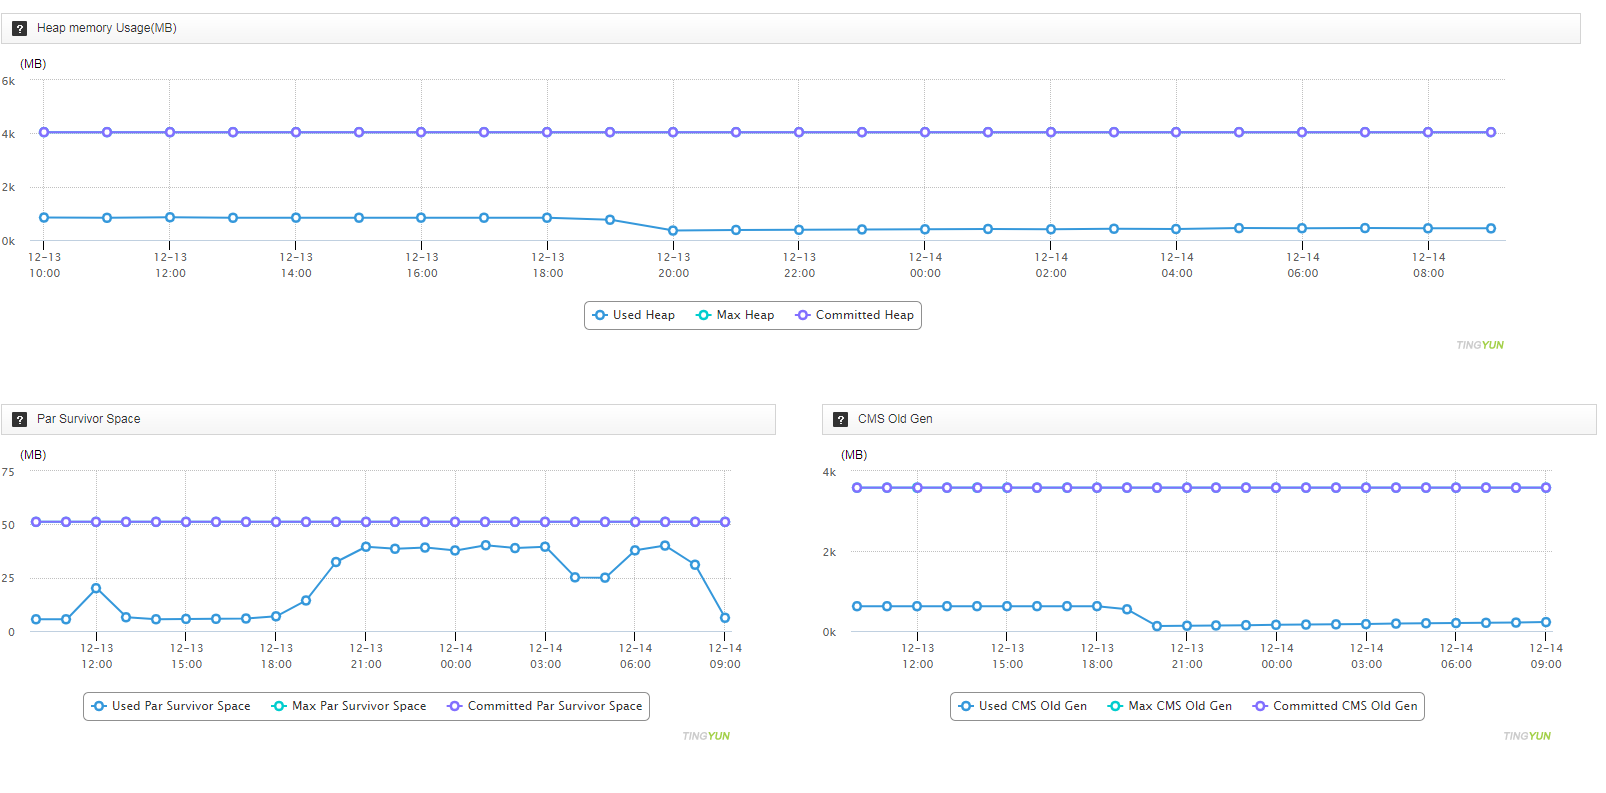 ? Heap memory Usage(MB)
(MB)
6k
4k
2k
0k
12-13 12-13 12-13 12-13 12-13 12-13 12-13 12-14 12-14 12-14 12-14 12-14
10:00 12:00 14:00 16:00 18:00 20:00 22:00 00:00 02:00 04:00 06:00 08:00
Used Heap Max Heap Committed Heap
TINGYUN
? Par Survivor Space
(MB)
75
50
25
0
12-13 12-13 12-13 12-13 12-14 12-14 12-14 12-14
12:00 15:00 18:00 21:00 00:00 03:00 06:00 09:00
Used Par Survivor Space Max Par Survivor Space Committed Par Survivor Space
TINGYUN
? CMS Old Gen
(MB)
4k
2k
0k
12-13 12-13 12-13 12-13 12-14 12-14 12-14 12-14
12:00 15:00 18:00 21:00 00:00 03:00 06:00 09:00
Used CMS Old Gen Max CMS Old Gen Committed CMS Old Gen
TINGYUN